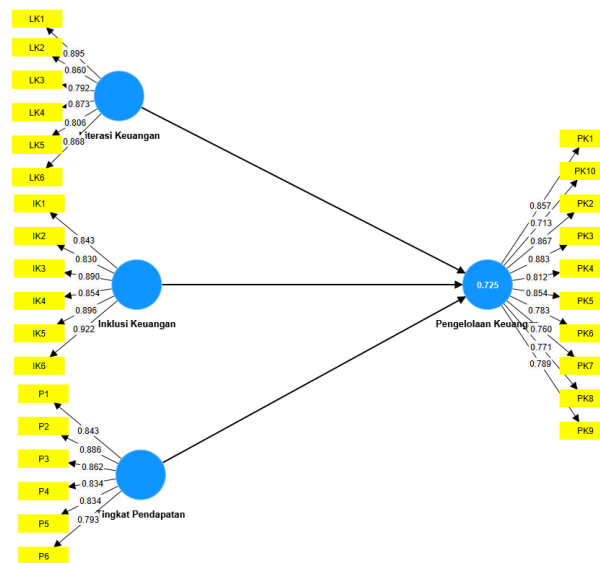 LK1
LK2
LK3
LK4
LK5
LK6
0.895
0.860
0.792
0.873
0.806
0.868
Literasi Keuangan
IK1
IK2
IK3
IK4
IK5
IK6
0.843
0.830
0.890
0.854
0.896
0.922
Inklusi Keuangan
P1
P2
P3
P4
P5
P6
0.843
0.886
0.862
0.834
0.834
0.793
Tingkat Pendapatan
0.725
Pengelolaan Keuang
0.857
0.713
0.867
0.883
0.812
0.854
0.783
0.760
0.771
0.789
PK1
PK10
PK2
PK3
PK4
PK5
PK6
PK7
PK8
PK9